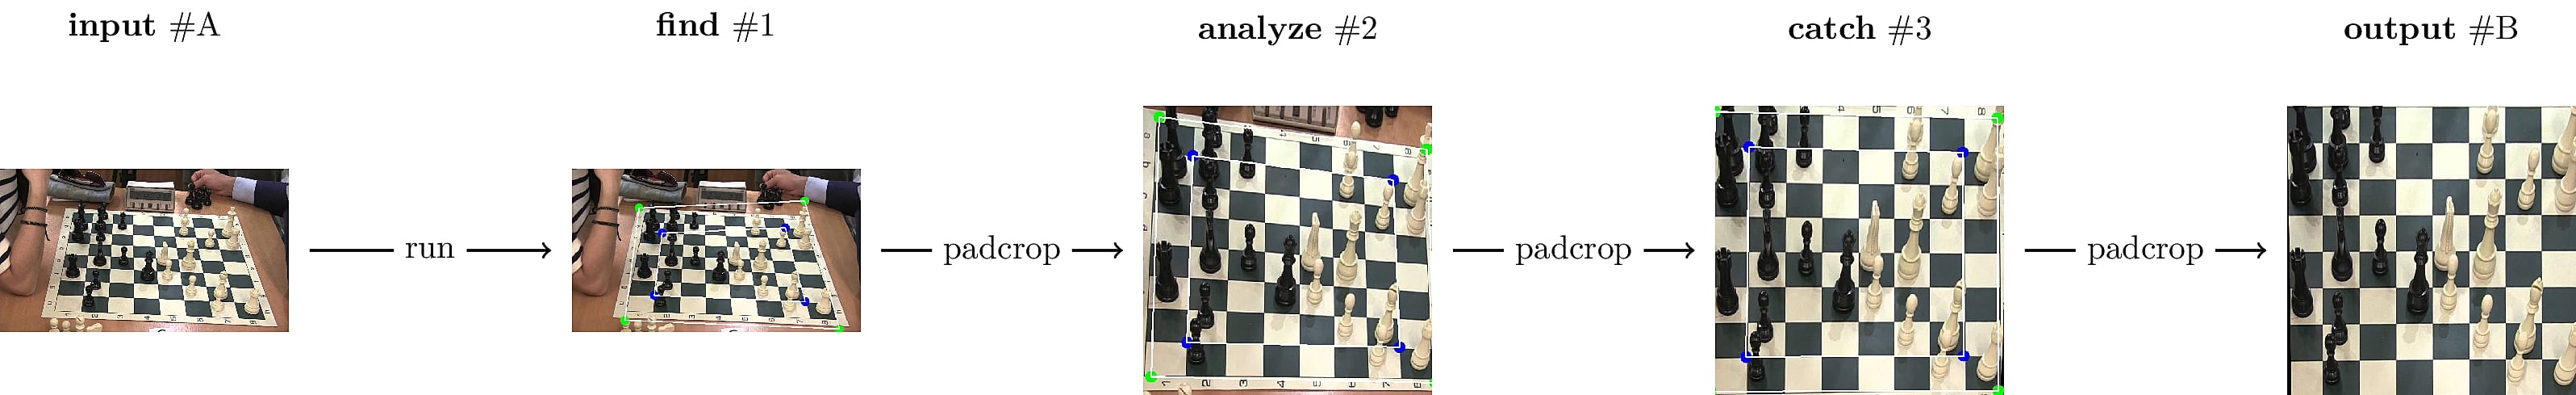 input #A
find #1
analyze #2
catch #3
output #B
run
padcrop
padcrop
padcrop